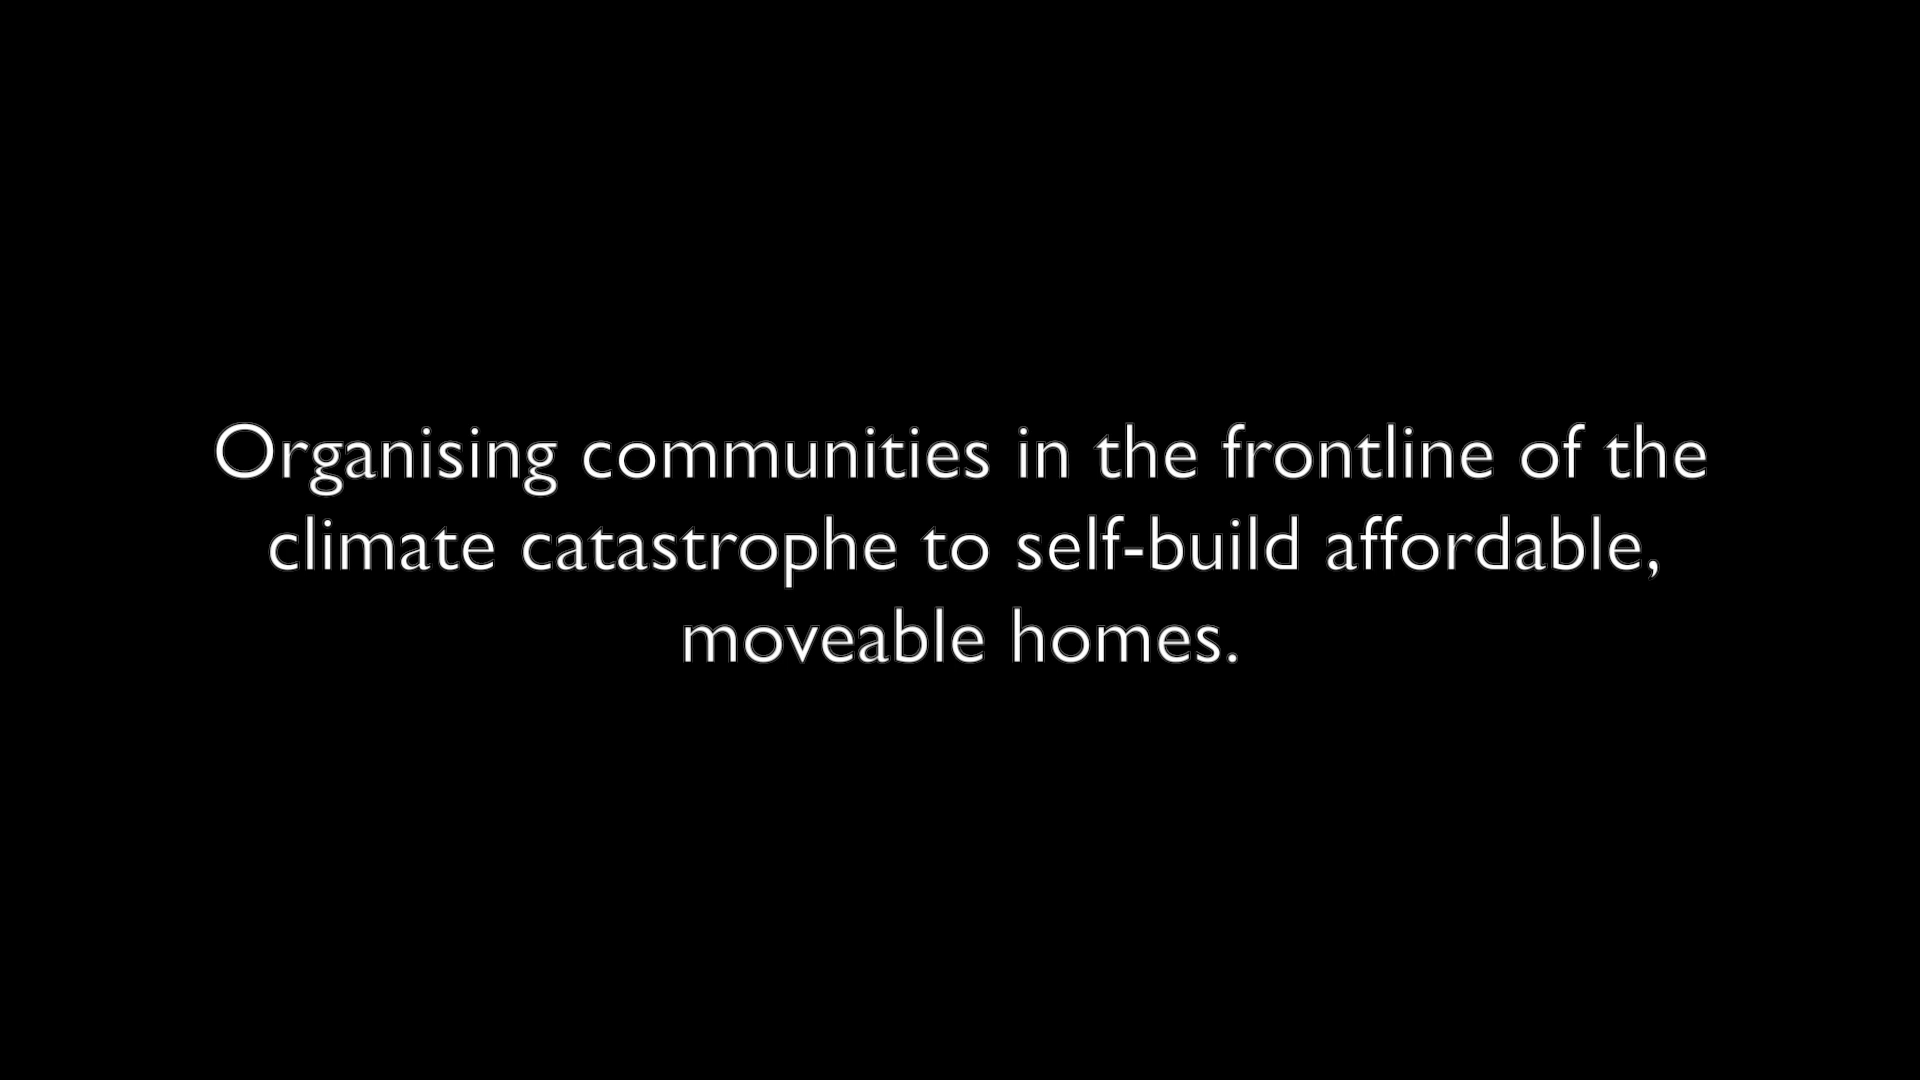 Organising communities in the frontline of the
climate catastrophe to self-build affordable,
moveable homes.